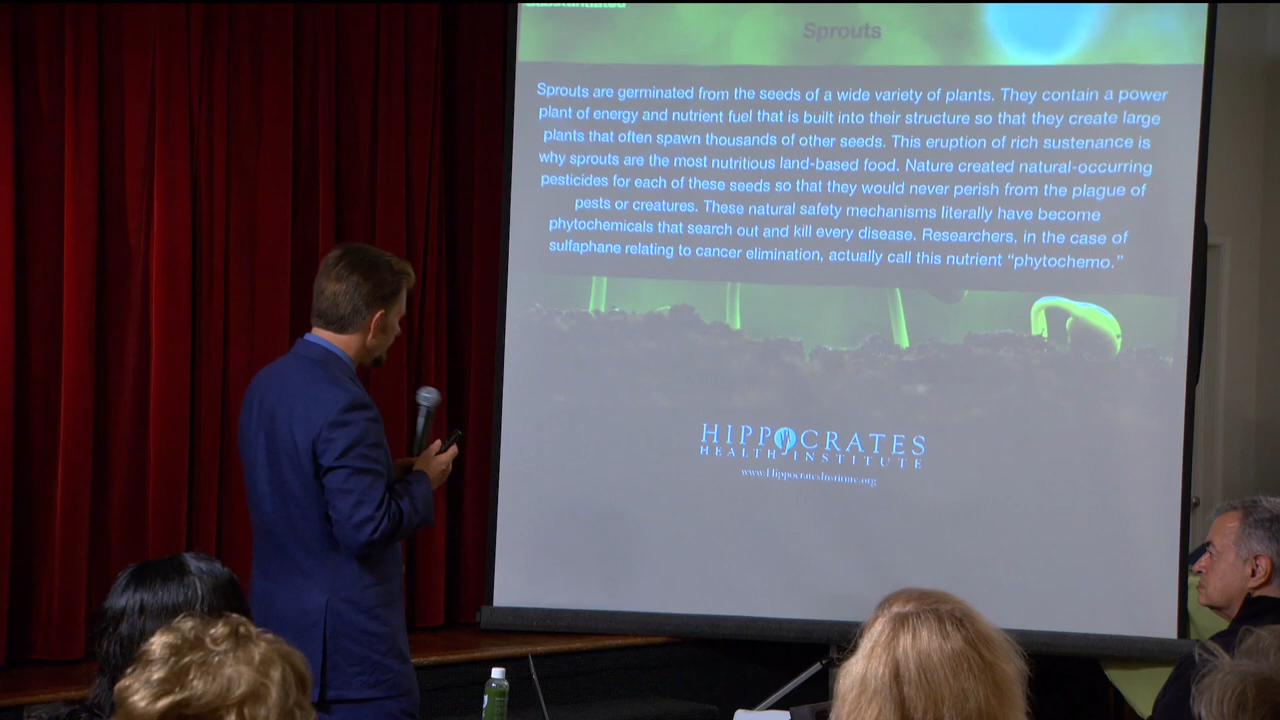 Substantiated
Sprouts
Sprouts are germinated from the seeds of a wide variety of plants. They contain a power
plant of energy and nutrient fuel that is built into their structure so that they create large
plants that often spawn thousands of other seeds. This eruption of rich sustenance is
why sprouts are the most nutritious land-based food. Nature created natural-occurring
pesticides for each of these seeds so that they would never perish from the plague of
pests or creatures. These natural safety mechanisms literally have become
phytochemicals that search out and kill every disease. Researchers, in the case of
sulfaphane relating to cancer elimination, actually call this nutrient “phytochemo.”
HIPPOCRATES
HEALTH INSTITUTE
www.HippocratesInstitute.org